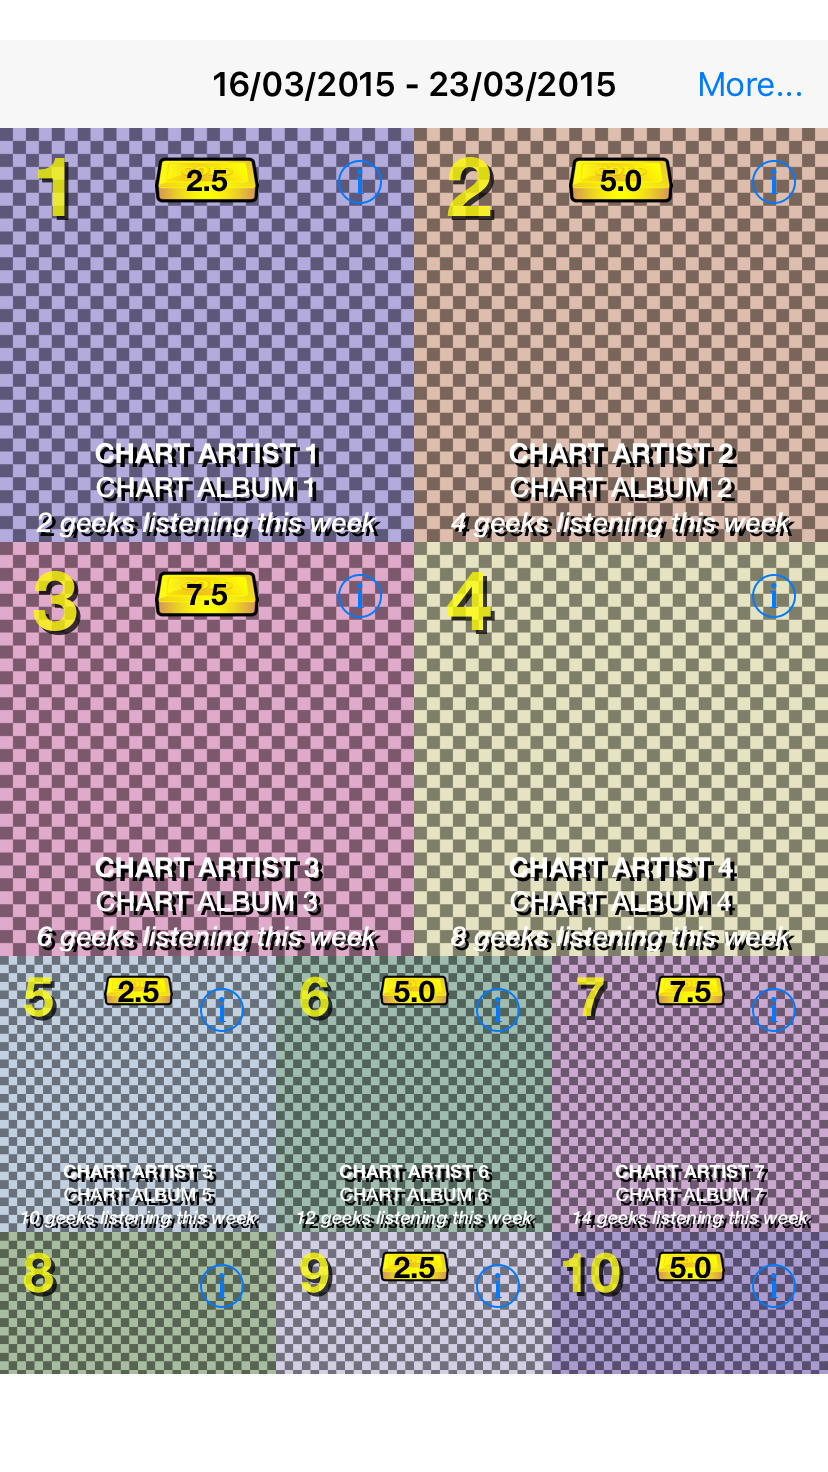 16/03/2015 - 23/03/2015 More...
1 2.5 i
CHART ARTIST 1
CHART ALBUM 1
2 geeks listening this week
2 5.0 i
CHART ARTIST 2
CHART ALBUM 2
4 geeks listening this week
3 7.5 i
CHART ARTIST 3
CHART ALBUM 3
6 geeks listening this week
4 i
CHART ARTIST 4
CHART ALBUM 4
8 geeks listening this week
5 2.5 i
CHART ARTIST 5
CHART ALBUM 5
10 geeks listening this week
6 5.0 i
CHART ARTIST 6
CHART ALBUM 6
12 geeks listening this week
7 7.5 i
CHART ARTIST 7
CHART ALBUM 7
14 geeks listening this week
8 i
9 2.5 i
10 5.0 i